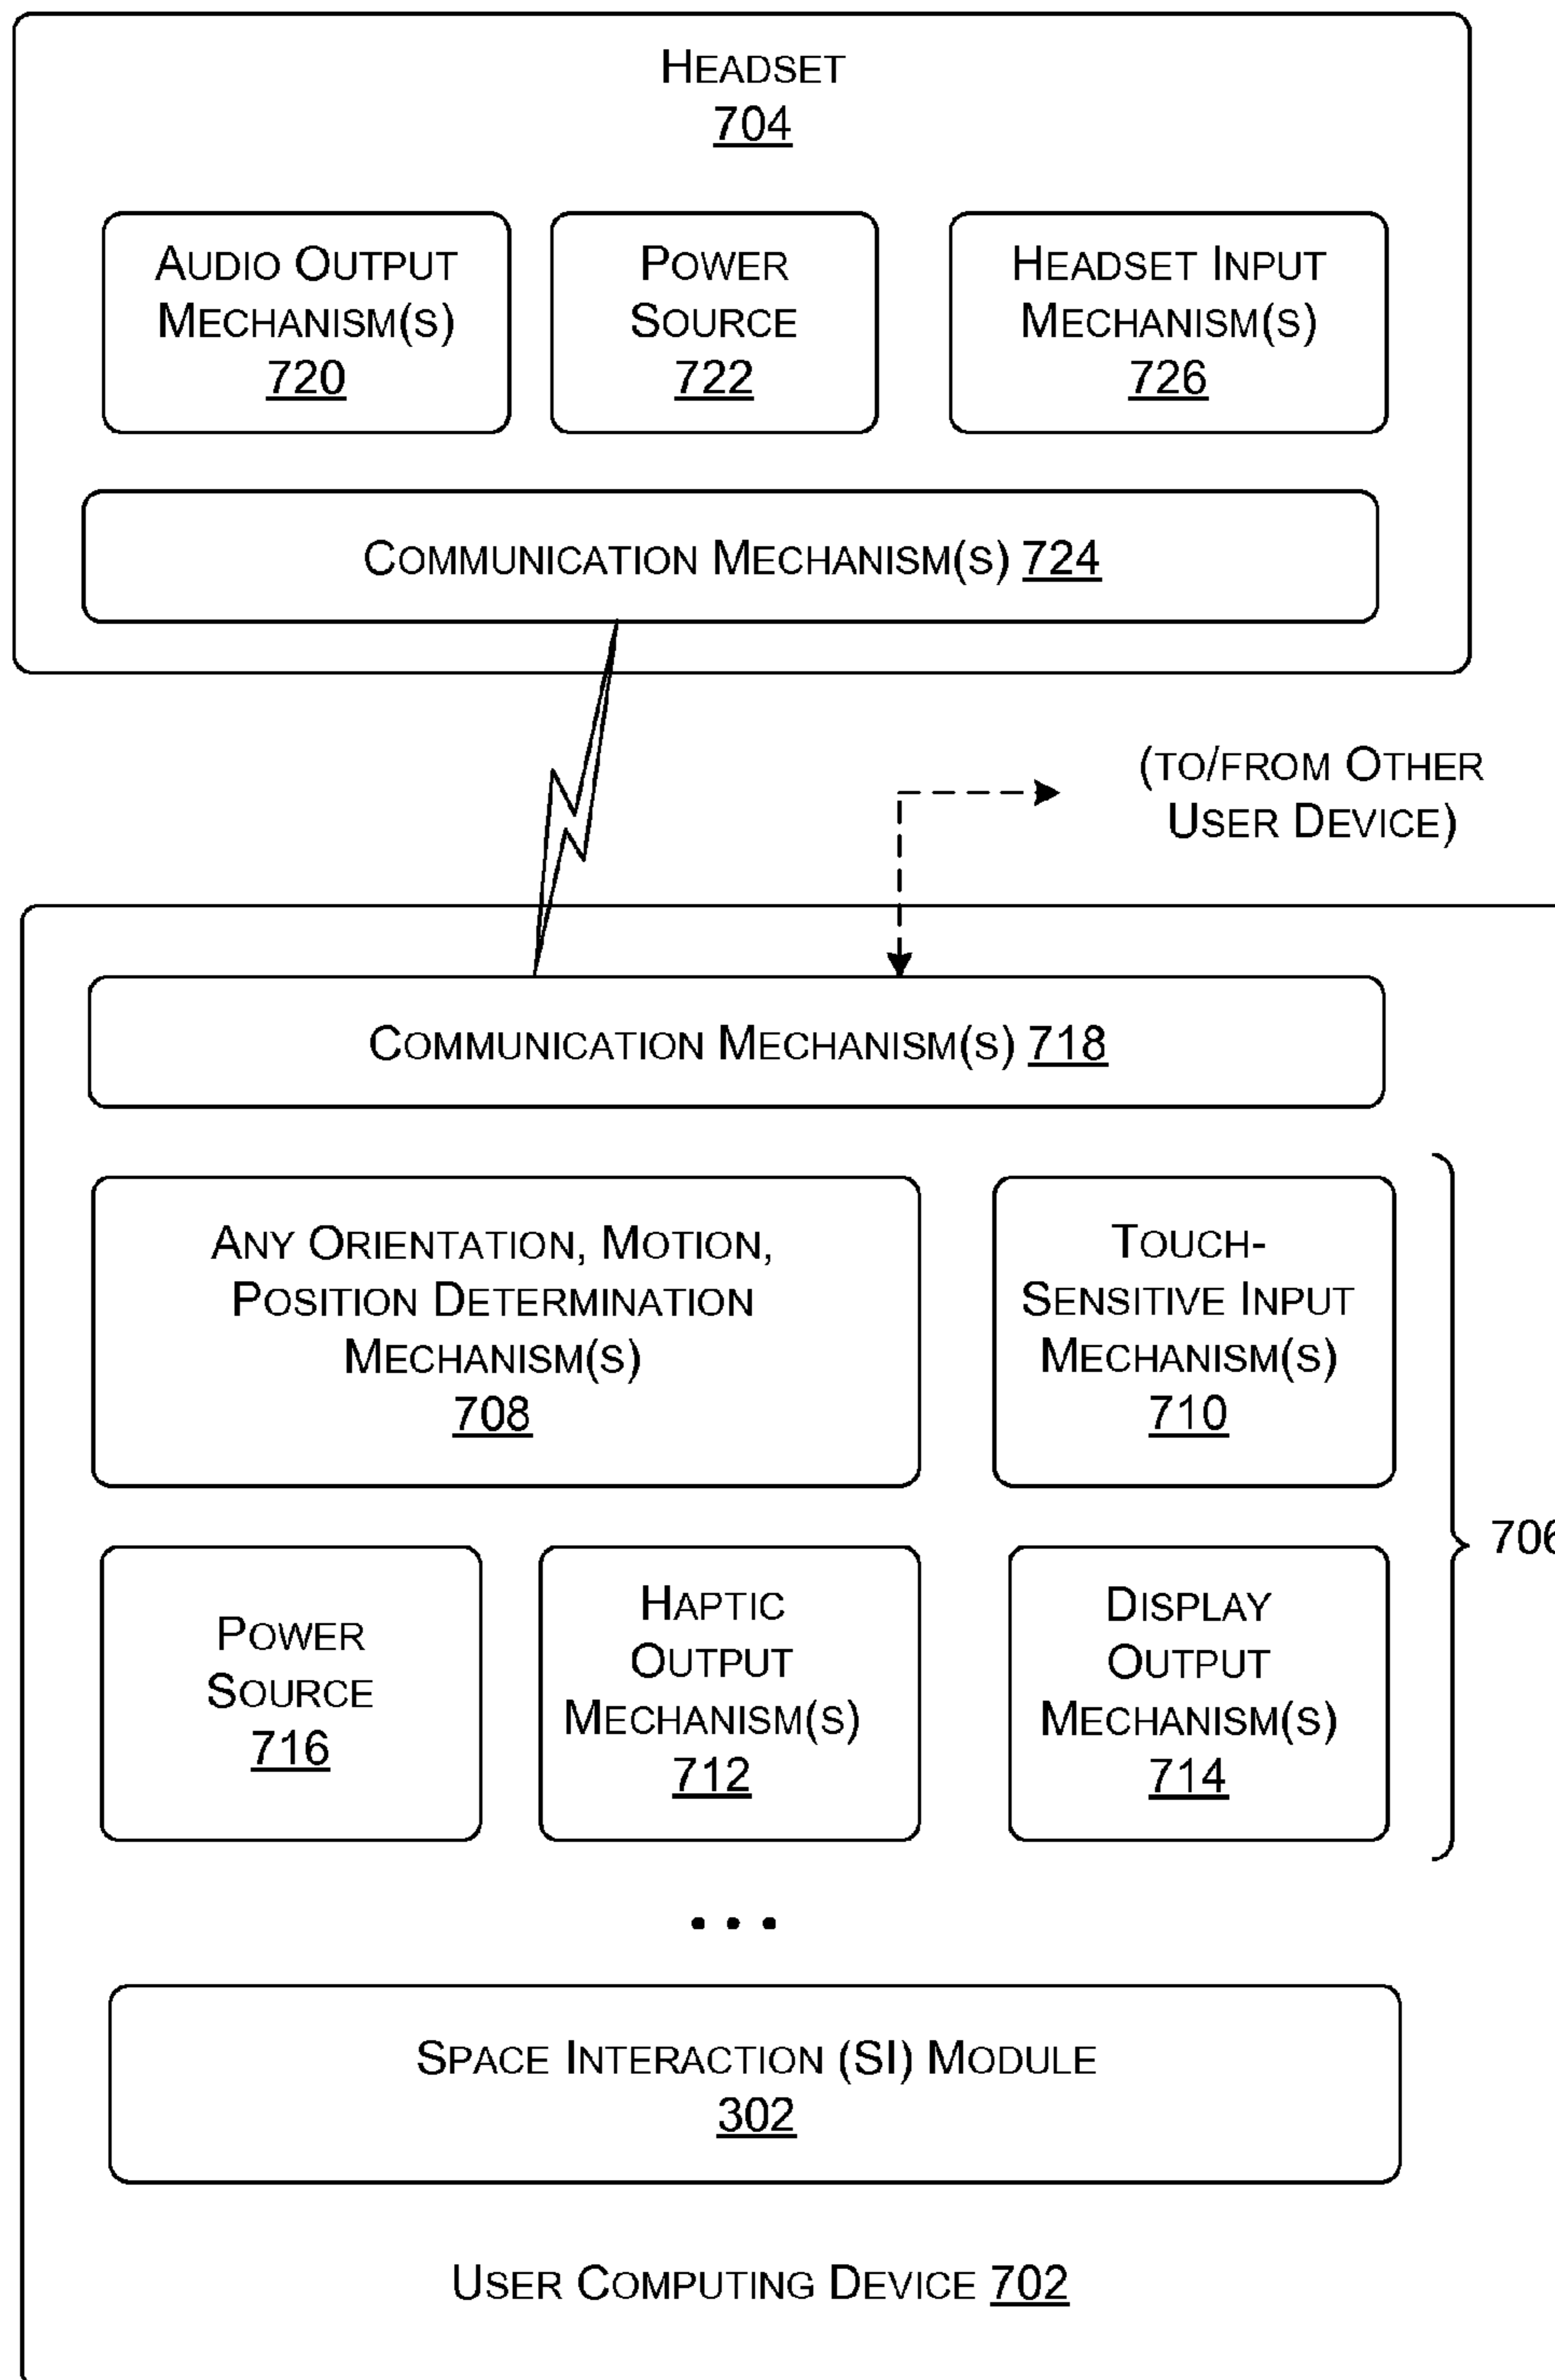 HEADSET
704
AUDIO OUTPUT
MECHANISM(S)
720
POWER
SOURCE
722
HEADSET INPUT
MECHANISM(S)
726
COMMUNICATION MECHANISM(S) 724
(TO/FROM OTHER
USER DEVICE)
COMMUNICATION MECHANISM(S) 718
ANY ORIENTATION, MOTION,
POSITION DETERMINATION
MECHANISM(S)
708
TOUCH-
SENSITIVE INPUT
MECHANISM(S)
710
706
POWER
SOURCE
716
HAPTIC
OUTPUT
MECHANISM(S)
712
DISPLAY
OUTPUT
MECHANISM(S)
714
...
SPACE INTERACTION (SI) MODULE
302
USER COMPUTING DEVICE 702